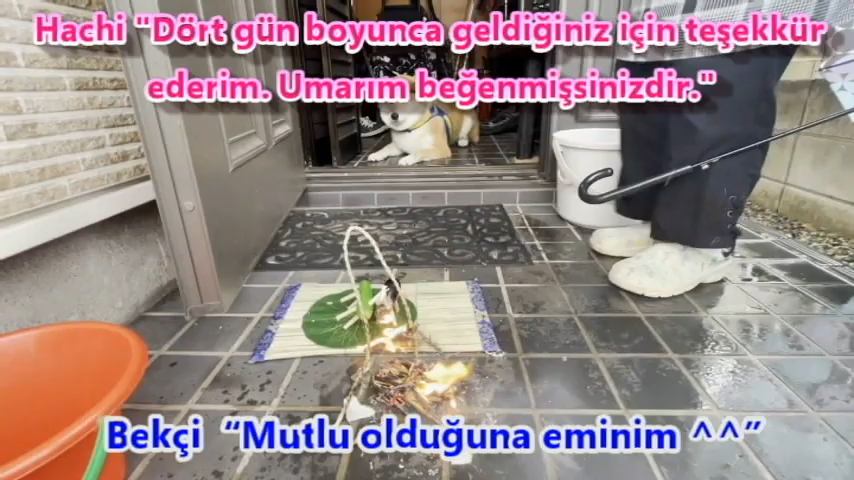 Hachi "Dört gün boyunca geldiğiniz için teşekkür
ederim. Umarım beğenmişsinizdir."
Bekçi “Mutlu olduğuna eminim ^^”